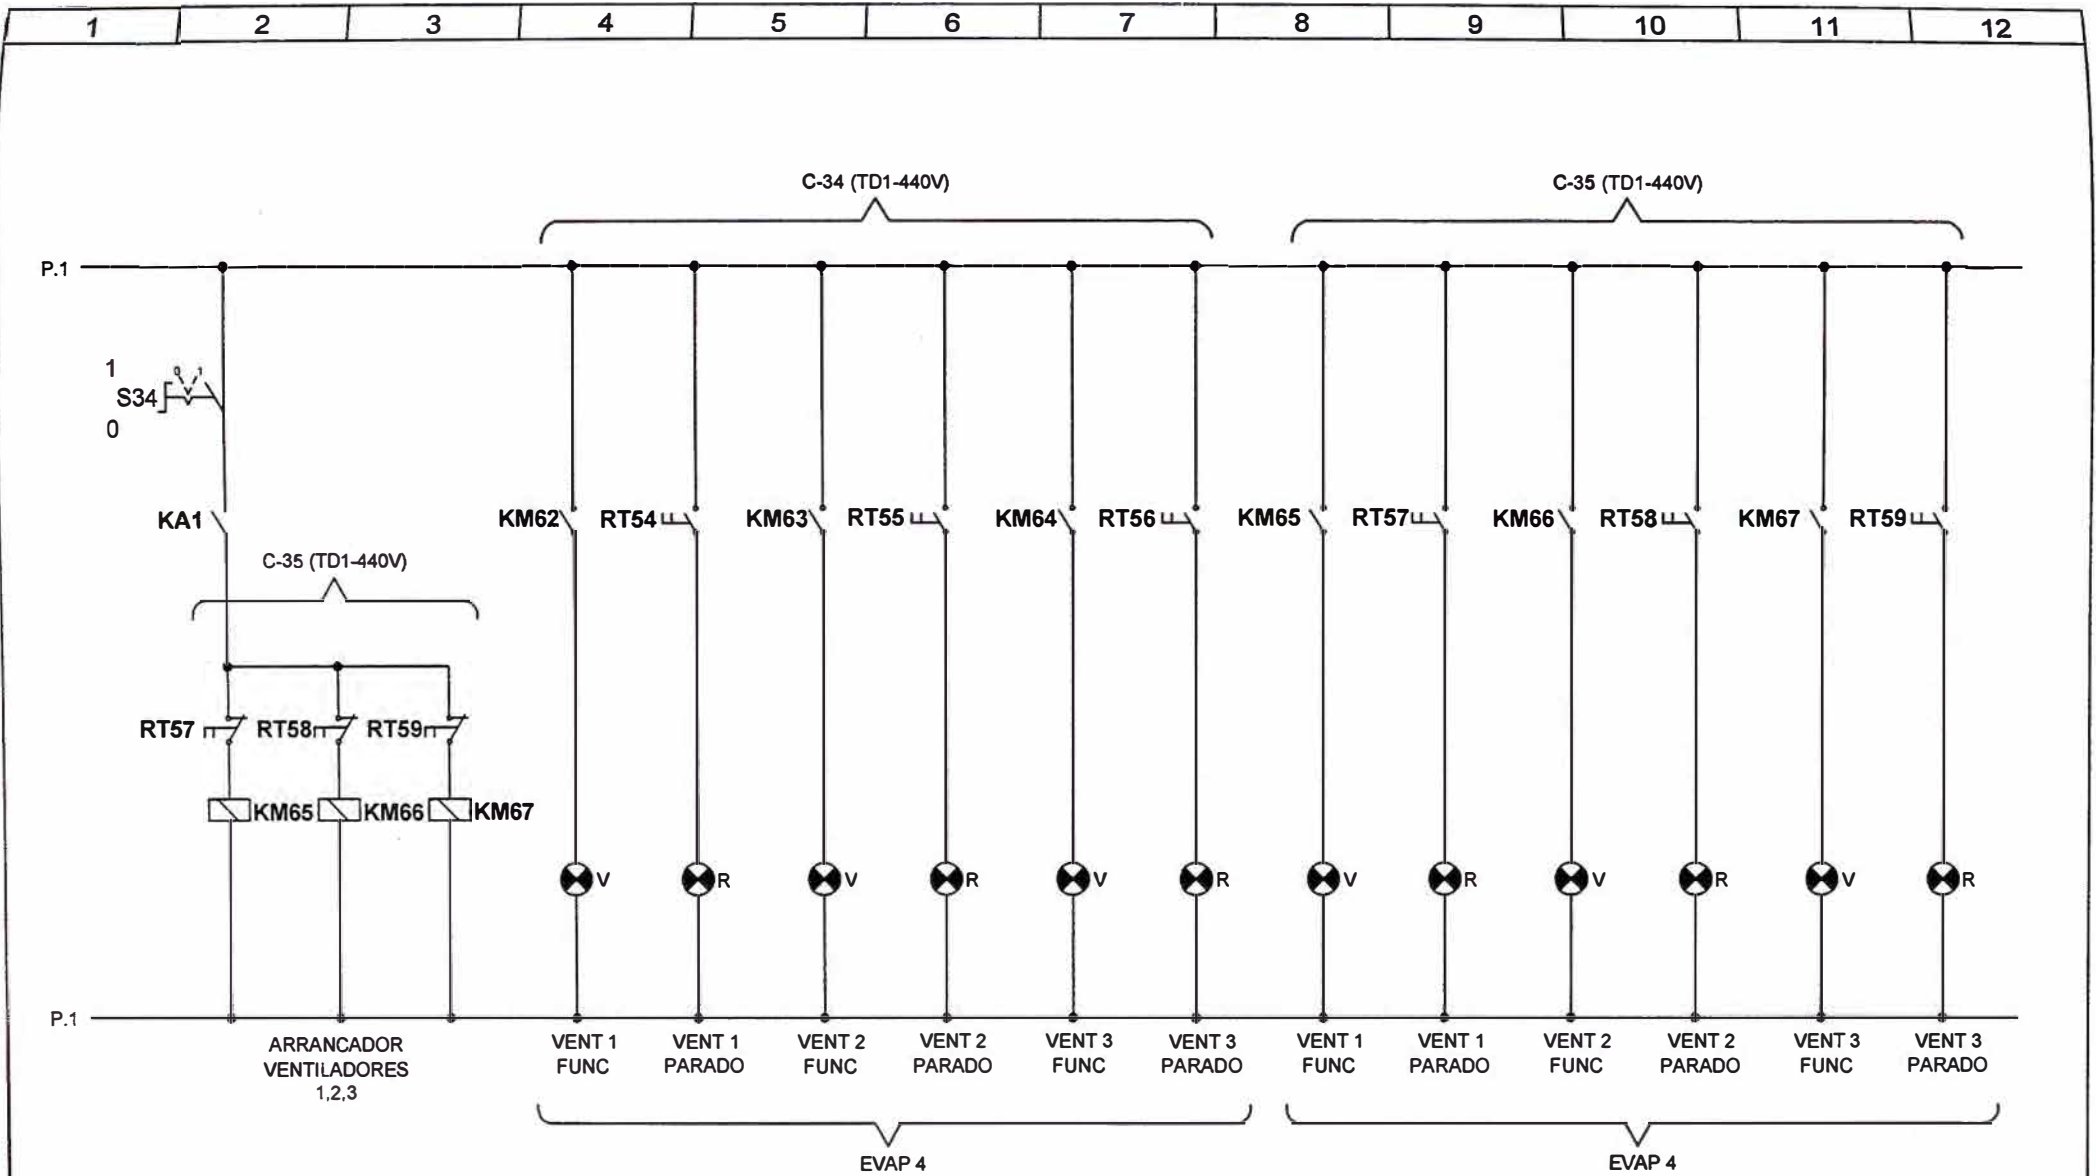 1 2 3 4 5 6 7 8 9 10 11 12
C-34 (TD1-440V) C-35 (TD1-440V)
P.1
1
0 1
S34
0
KA1 KM62 RT54 KM63 RT55 KM64 RT56 KM65 RT57 KM66 RT58 KM67 RT59
C-35 (TD1-440V)
RT57 RT58 RT59
KM65 KM66 KM67
V R V R V R V R V R V R
P.1
ARRANCADOR
VENTILADORES
1,2,3
VENT 1
FUNC
VENT 1
PARADO
VENT 2
FUNC
VENT 2
PARADO
VENT 3
FUNC
VENT 3
PARADO
VENT 1
FUNC
VENT 1
PARADO
VENT 2
FUNC
VENT 2
PARADO
VENT 3
FUNC
VENT 3
PARADO
EVAP 4 EVAP 4